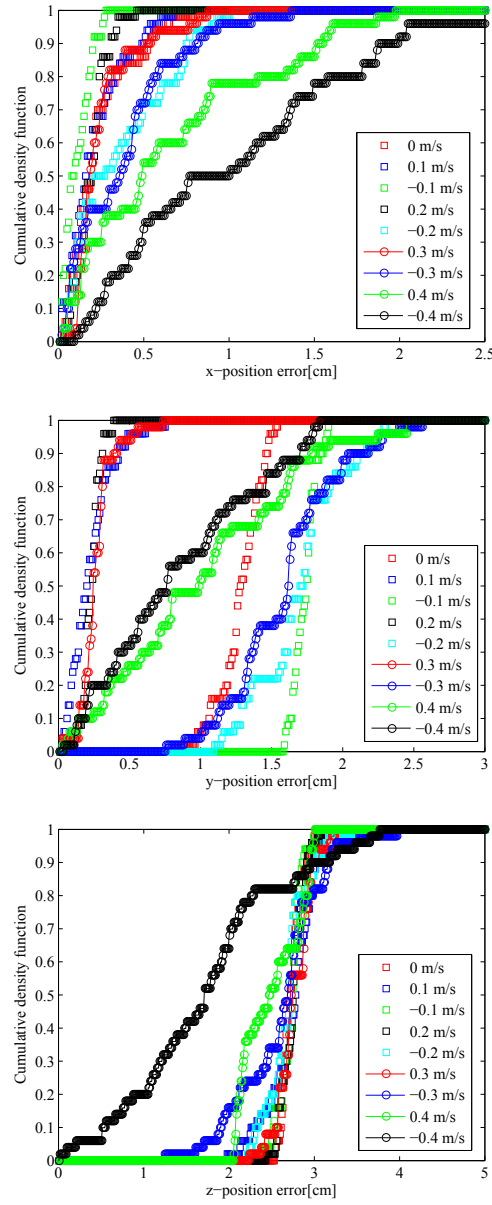 1
0.9
0.8
0.7
0.6
0.5
0.4
0.3
0.2
0.1
0
Cumulative density function
0 m/s
0.1 m/s
−0.1 m/s
0.2 m/s
−0.2 m/s
0.3 m/s
−0.3 m/s
0.4 m/s
−0.4 m/s
0 0.5 1 1.5 2 2.5
x−position error[cm]
1
0.9
0.8
0.7
0.6
0.5
0.4
0.3
0.2
0.1
0
Cumulative density function
0 m/s
0.1 m/s
−0.1 m/s
0.2 m/s
−0.2 m/s
0.3 m/s
−0.3 m/s
0.4 m/s
−0.4 m/s
0 0.5 1 1.5 2 2.5 3
y−position error[cm]
1
0.9
0.8
0.7
0.6
0.5
0.4
0.3
0.2
0.1
0
Cumulative density function
0 m/s
0.1 m/s
−0.1 m/s
0.2 m/s
−0.2 m/s
0.3 m/s
−0.3 m/s
0.4 m/s
−0.4 m/s
0 1 2 3 4 5
z−position error[cm]